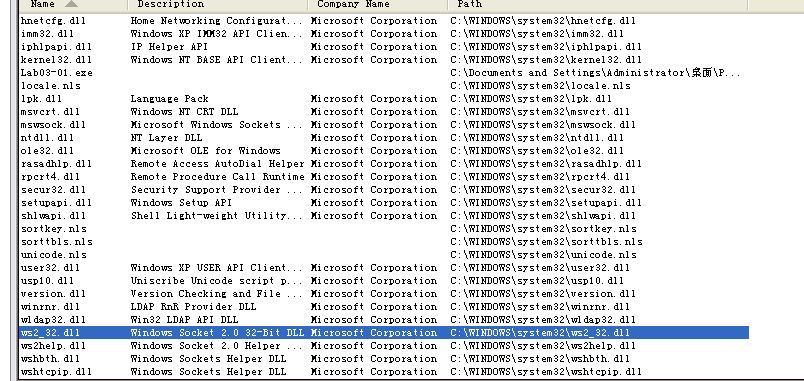 Name Description Company Name Path
hnetcfg.dll Home Networking Configurat... Microsoft Corporation C:\WINDOWS\system32\hnetcfg.dll
imm32.dll Windows XP IMM32 API Clien... Microsoft Corporation C:\WINDOWS\system32\imm32.dll
iphlpapi.dll IP Helper API Microsoft Corporation C:\WINDOWS\system32\iphlpapi.dll
kernel32.dll Windows NT BASE API Client... Microsoft Corporation C:\WINDOWS\system32\kernel32.dll
Lab03-01.exe C:\Documents and Settings\Administrator\桌面\P...
locale.nls C:\WINDOWS\system32\locale.nls
lpk.dll Language Pack Microsoft Corporation C:\WINDOWS\system32\lpk.dll
msvcrt.dll Windows NT CRT DLL Microsoft Corporation C:\WINDOWS\system32\msvcrt.dll
mswsock.dll Microsoft Windows Sockets ... Microsoft Corporation C:\WINDOWS\system32\mswsock.dll
ntdll.dll NT Layer DLL Microsoft Corporation C:\WINDOWS\system32\ntdll.dll
ole32.dll Microsoft OLE for Windows Microsoft Corporation C:\WINDOWS\system32\ole32.dll
rasadhlp.dll Remote Access AutoDial Helper Microsoft Corporation C:\WINDOWS\system32\rasadhlp.dll
rpcrt4.dll Remote Procedure Call Runtime Microsoft Corporation C:\WINDOWS\system32\rpcrt4.dll
secur32.dll Security Support Provider ... Microsoft Corporation C:\WINDOWS\system32\secur32.dll
setupapi.dll Windows Setup API Microsoft Corporation C:\WINDOWS\system32\setupapi.dll
shlwapi.dll Shell Light-weight Utility... Microsoft Corporation C:\WINDOWS\system32\shlwapi.dll
sortkey.nls C:\WINDOWS\system32\sortkey.nls
sorttbls.nls C:\WINDOWS\system32\sorttbls.nls
unicode.nls C:\WINDOWS\system32\unicode.nls
user32.dll Windows XP USER API Client... Microsoft Corporation C:\WINDOWS\system32\user32.dll
usp10.dll Uniscribe Unicode script p... Microsoft Corporation C:\WINDOWS\system32\usp10.dll
version.dll Version Checking and File ... Microsoft Corporation C:\WINDOWS\system32\version.dll
winrnr.dll LDAP RnR Provider DLL Microsoft Corporation C:\WINDOWS\system32\winrnr.dll
wldap32.dll Win32 LDAP API DLL Microsoft Corporation C:\WINDOWS\system32\wldap32.dll
ws2_32.dll Windows Socket 2.0 32-Bit DLL Microsoft Corporation C:\WINDOWS\system32\ws2_32.dll
ws2help.dll Windows Socket 2.0 Helper ... Microsoft Corporation C:\WINDOWS\system32\ws2help.dll
wshbth.dll Windows Sockets Helper DLL Microsoft Corporation C:\WINDOWS\system32\wshbth.dll
wshtcpip.dll Windows Sockets Helper DLL Microsoft Corporation C:\WINDOWS\system32\wshtcpip.dll